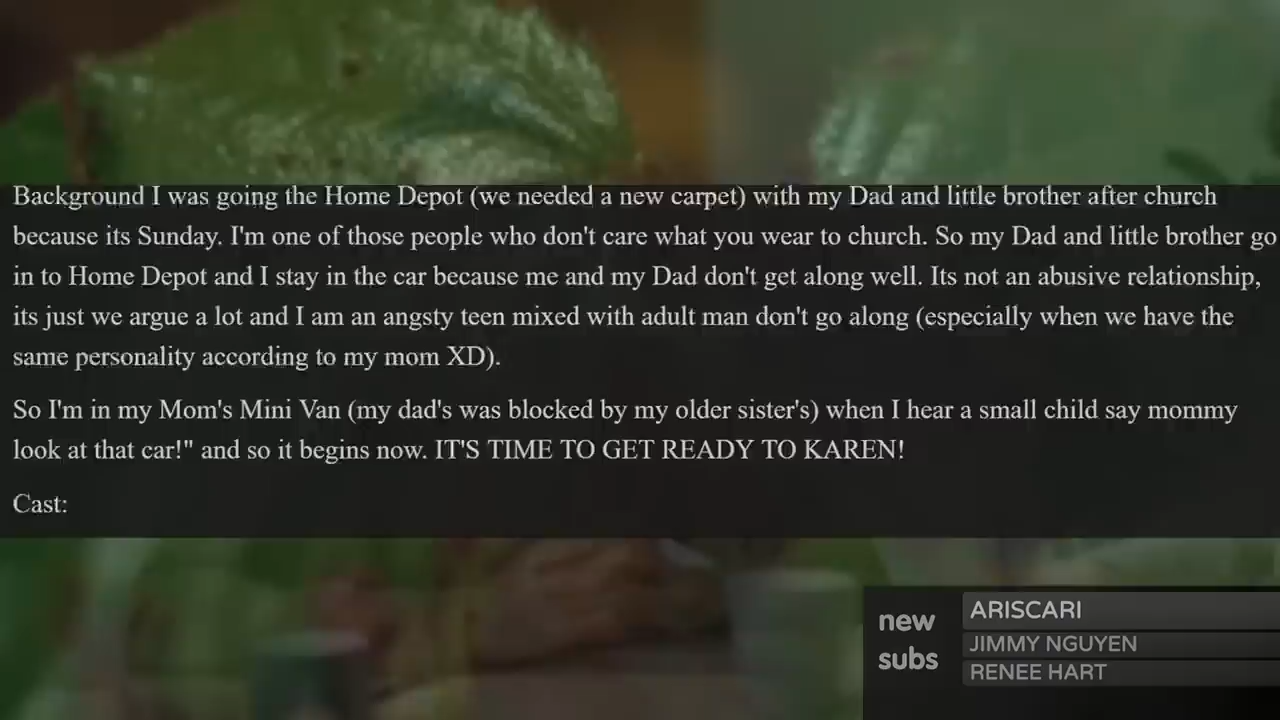 Background I was going the Home Depot (we needed a new carpet) with my Dad and little brother after church
because its Sunday. I'm one of those people who don't care what you wear to church. So my Dad and little brother go
in to Home Depot and I stay in the car because me and my Dad don't get along well. Its not an abusive relationship,
its just we argue a lot and I am an angsty teen mixed with adult man don't go along (especially when we have the
same personality according to my mom XD).
So I'm in my Mom's Mini Van (my dad's was blocked by my older sister's) when I hear a small child say mommy
look at that car!" and so it begins now. IT'S TIME TO GET READY TO KAREN!
Cast:
new
subs
ARISCARI
JIMMY NGUYEN
RENEE HART